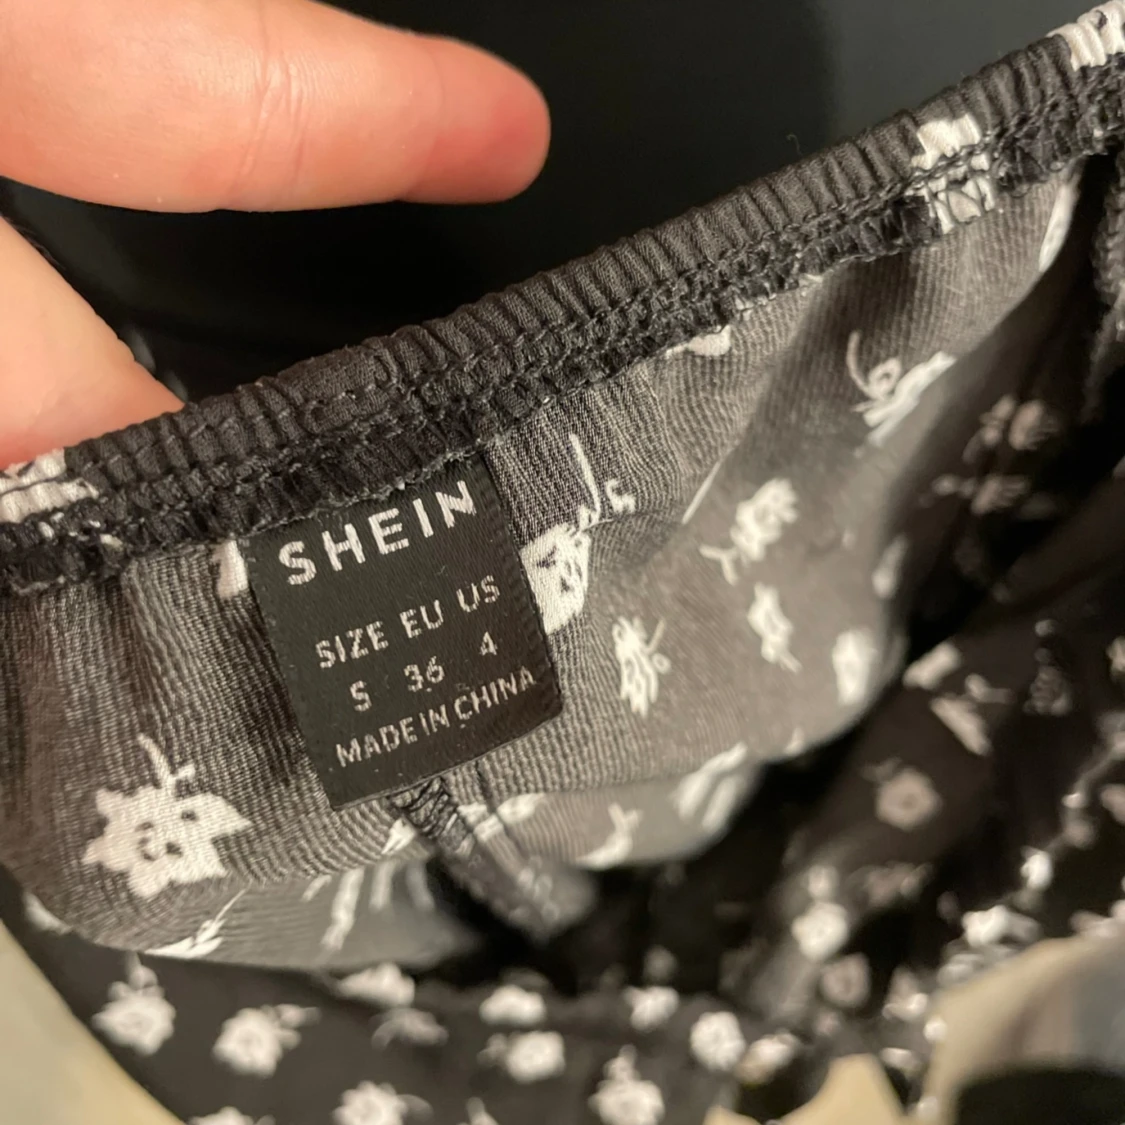 SHEIN
SIZE EU US
S 36 4
MADE IN CHINA